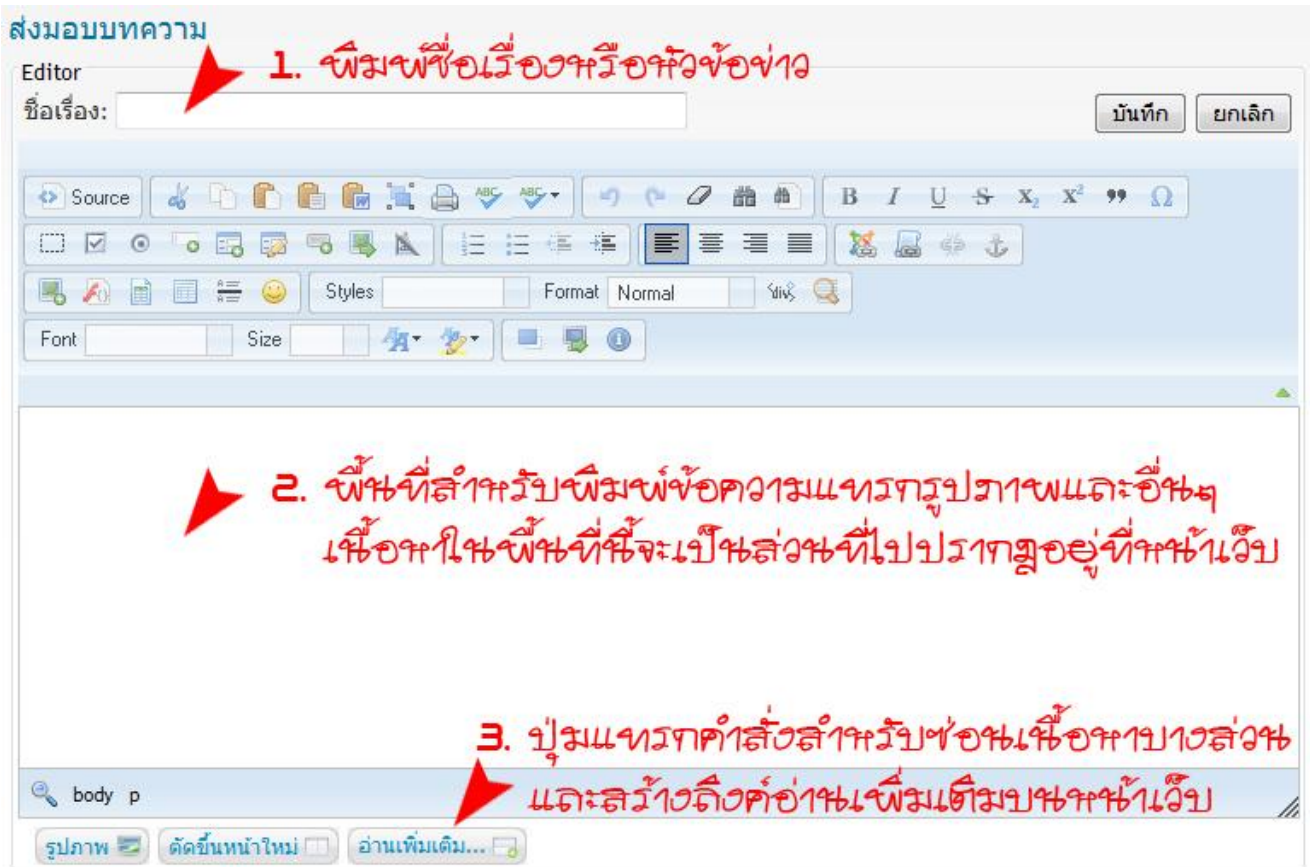 ส่งมอบบทความ
1. พิมพ์ชื่อเรื่องหรือหัวข้อข่าว
Editor
ชื่อเรื่อง:
บันทึก ยกเลิก
Source ABC ABC B I U S X₂ X² ” Ω
Styles Format Normal div
Font Size A
2. พื้นที่สำหรับพิมพ์ข้อความแทรกรูปภาพและอื่นๆ
เนื้อหาในพื้นที่นี้จะเป็นส่วนที่ไปปรากฏอยู่ที่หน้าเว็บ
3. ปุ่มแทรกคำสั่งสำหรับซ่อนเนื้อหาบางส่วน
และสร้างลิงค์อ่านเพิ่มเติมบนหน้าเว็บ
body p
รูปภาพ ตัดขึ้นหน้าใหม่ อ่านเพิ่มเติม...